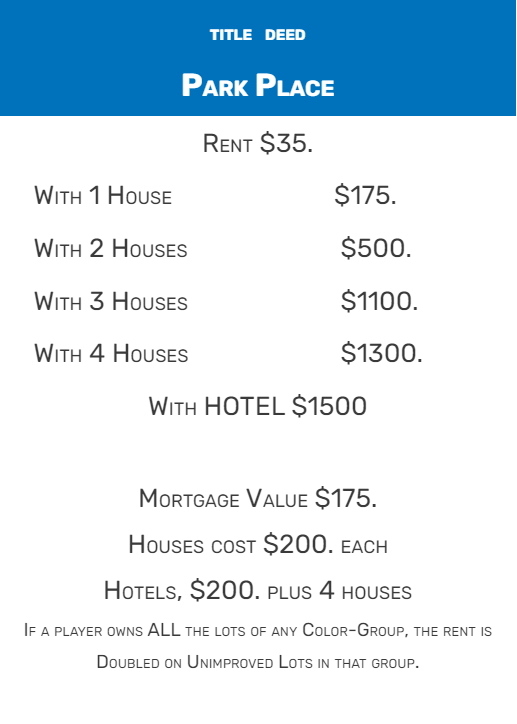 TITLE DEED
Park Place
Rent $35.
With 1 House $175.
With 2 Houses $500.
With 3 Houses $1100.
With 4 Houses $1300.
With HOTEL $1500
Mortgage Value $175.
Houses cost $200. each
Hotels, $200. plus 4 houses
If a player owns ALL the lots of any Color-Group, the rent is
Doubled on Unimproved Lots in that group.